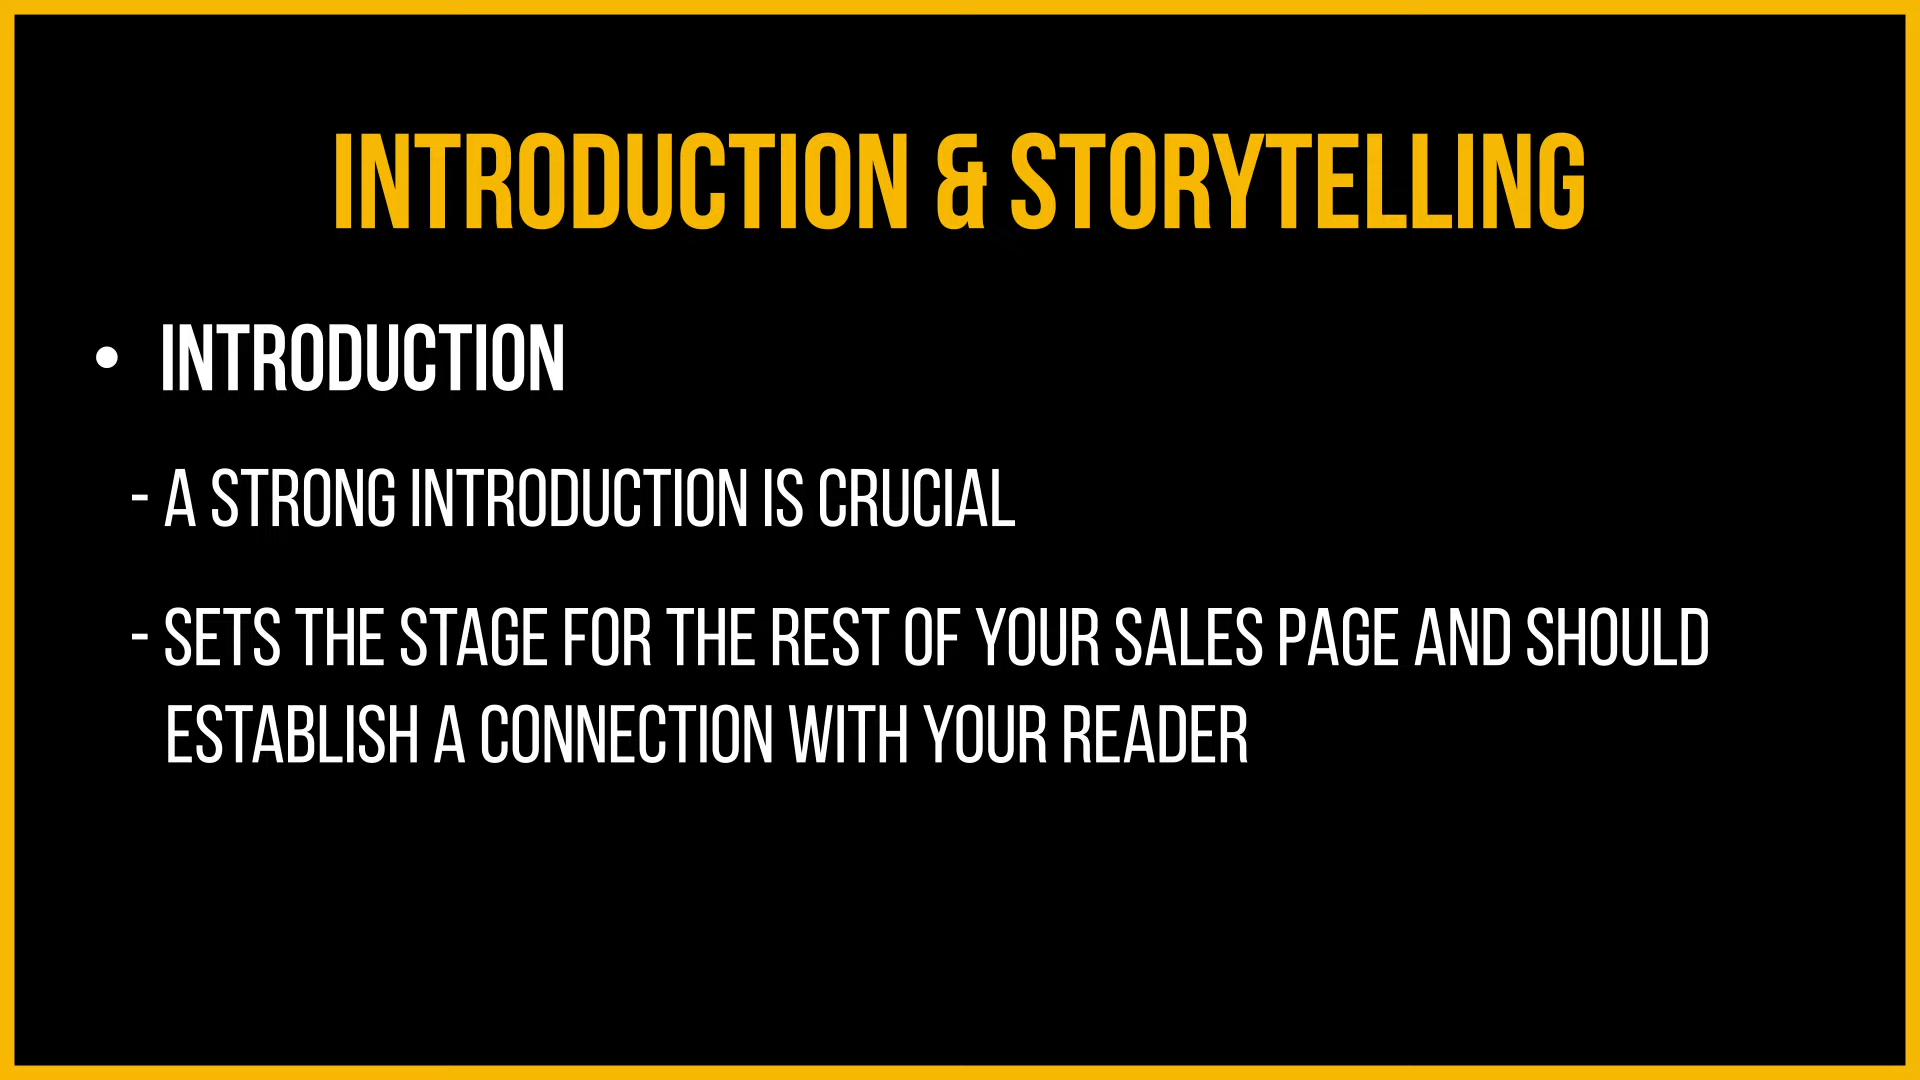 INTRODUCTION & STORYTELLING
• INTRODUCTION
- A STRONG INTRODUCTION IS CRUCIAL
- SETS THE STAGE FOR THE REST OF YOUR SALES PAGE AND SHOULD
ESTABLISH A CONNECTION WITH YOUR READER